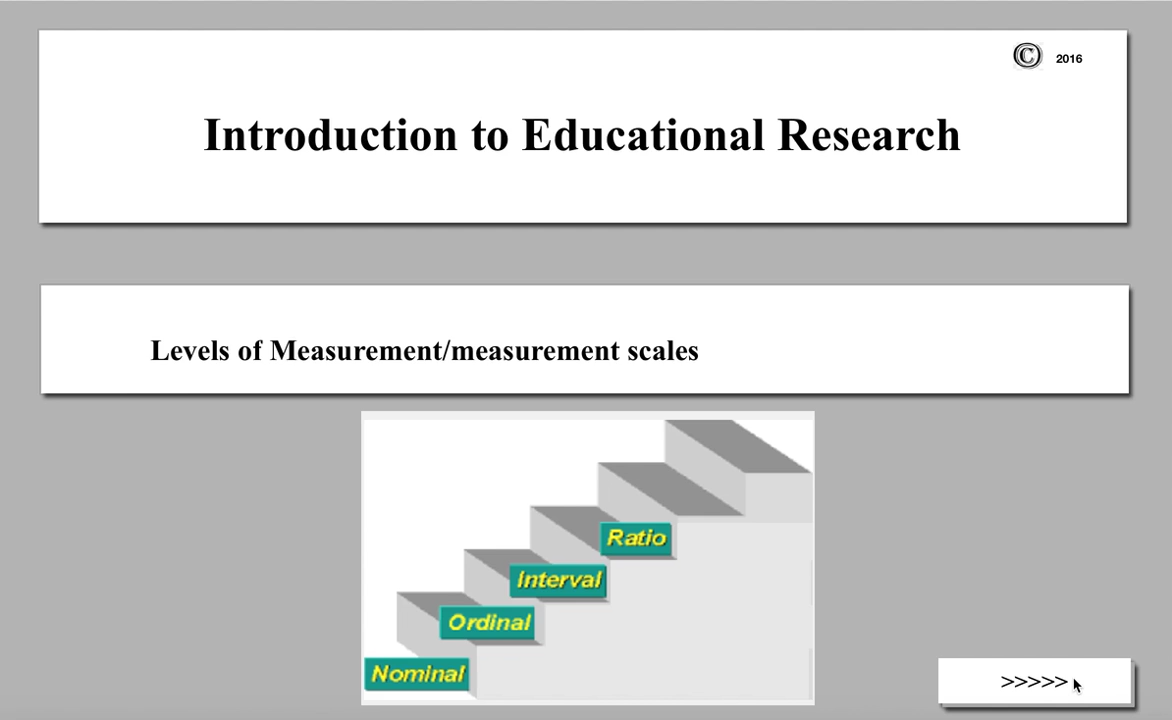 © 2016
Introduction to Educational Research
Levels of Measurement/measurement scales
Ratio
Interval
Ordinal
Nominal
>>>>>